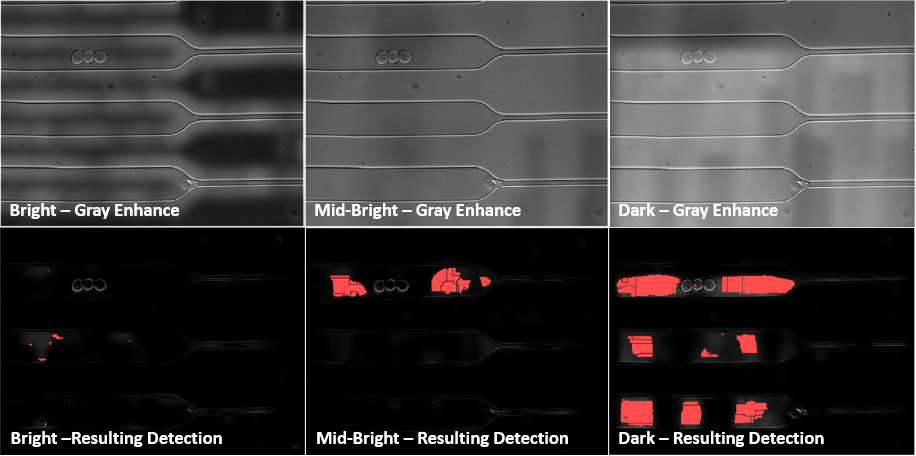 Bright – Gray Enhance
Mid-Bright – Gray Enhance
Dark – Gray Enhance
Bright –Resulting Detection
Mid-Bright – Resulting Detection
Dark – Resulting Detection